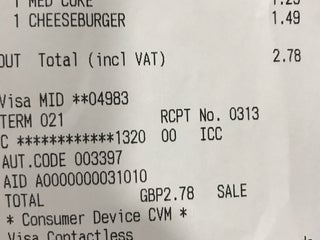 1 MED COKE 1.29
1 CHEESEBURGER 1.49
OUT Total (incl VAT) 2.78
Visa MID **04983
TERM 021 RCPT No. 0313
C ************1320 00 ICC
AUT.CODE 003397
AID A0000000031010
TOTAL GBP2.78 SALE
* Consumer Device CVM *
Visa Contactless